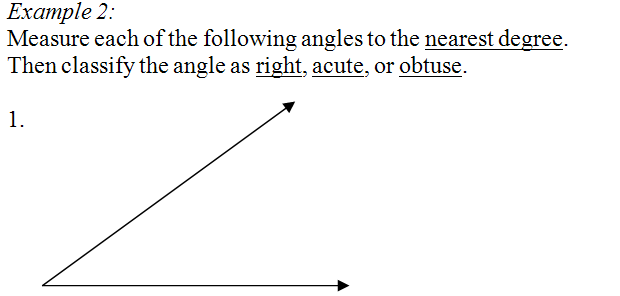 Example 2:
Measure each of the following angles to the nearest degree.
Then classify the angle as right, acute, or obtuse.
1.